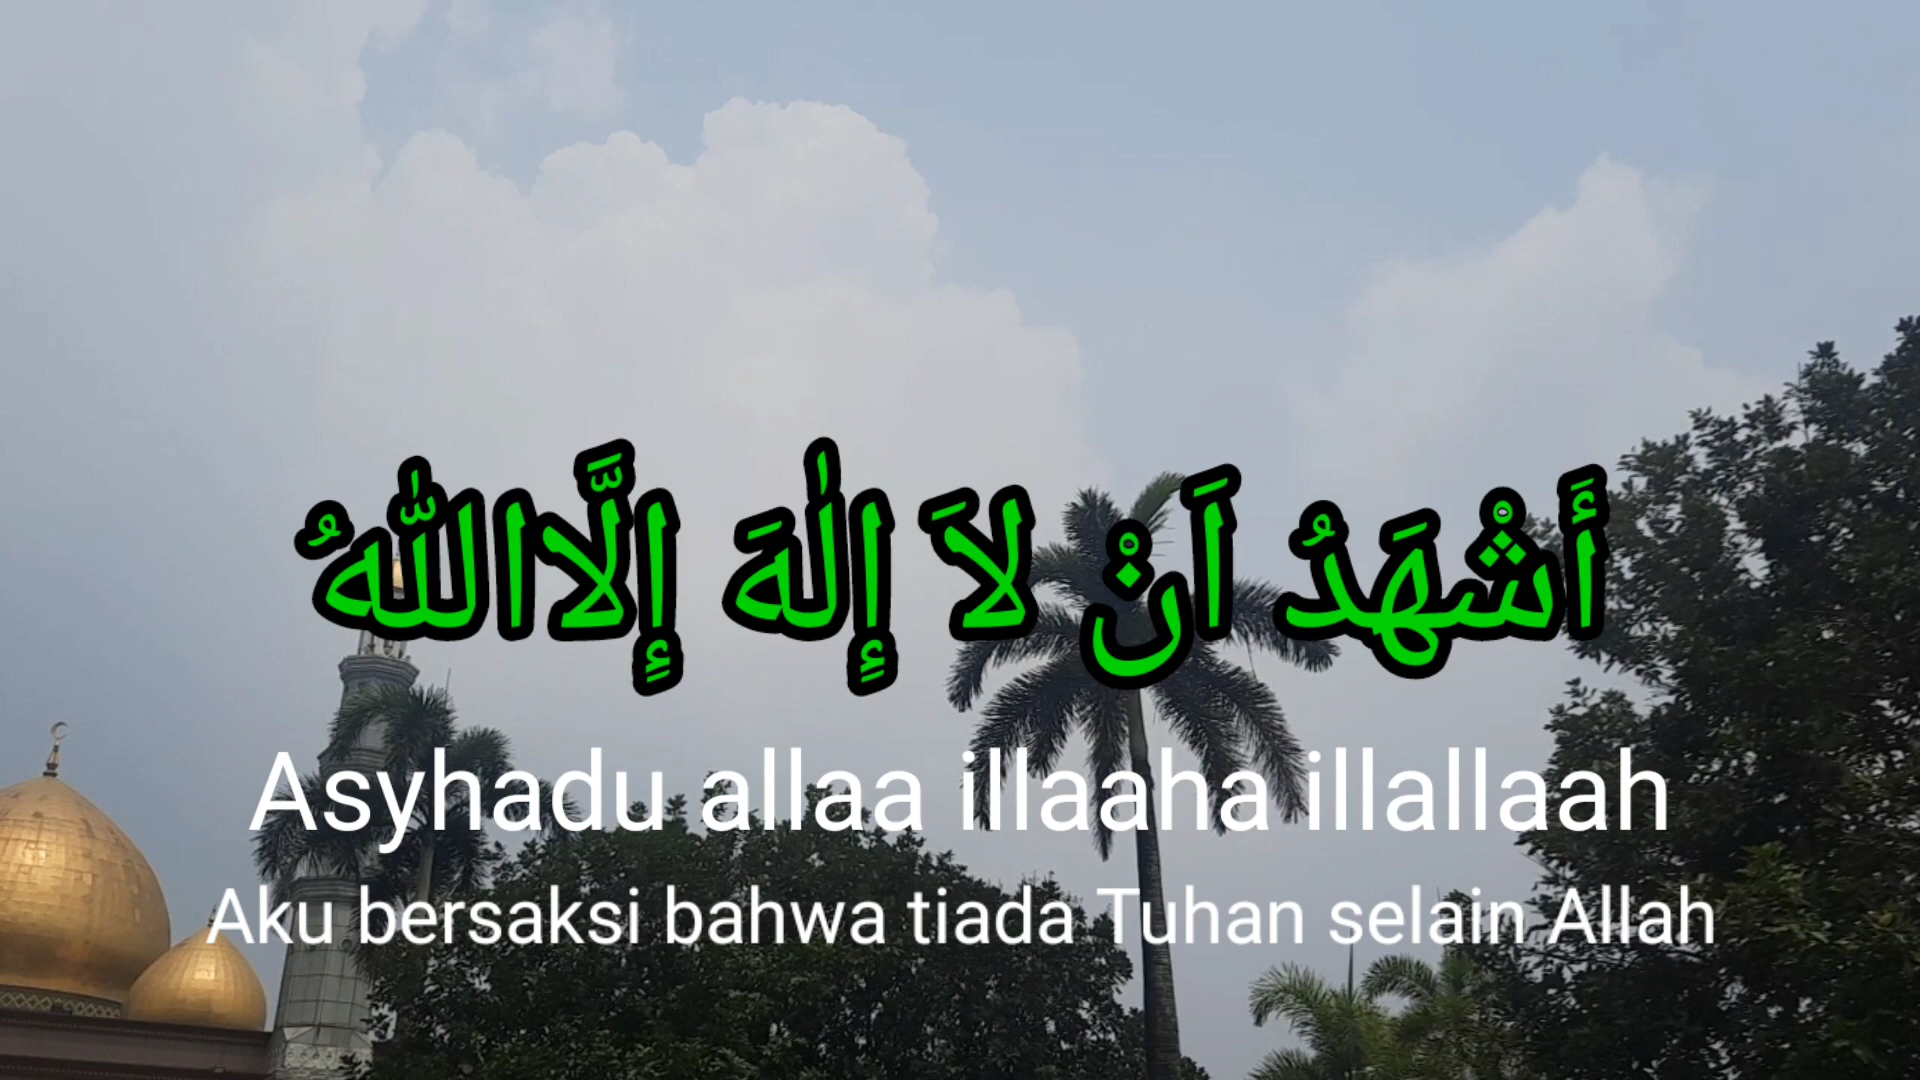 أَشْهَدُ اَنْ لاَ إِلٰهَ إِلَّااللّٰهُ
Asyhadu allaa illaaha illallaah
Aku bersaksi bahwa tiada Tuhan selain Allah